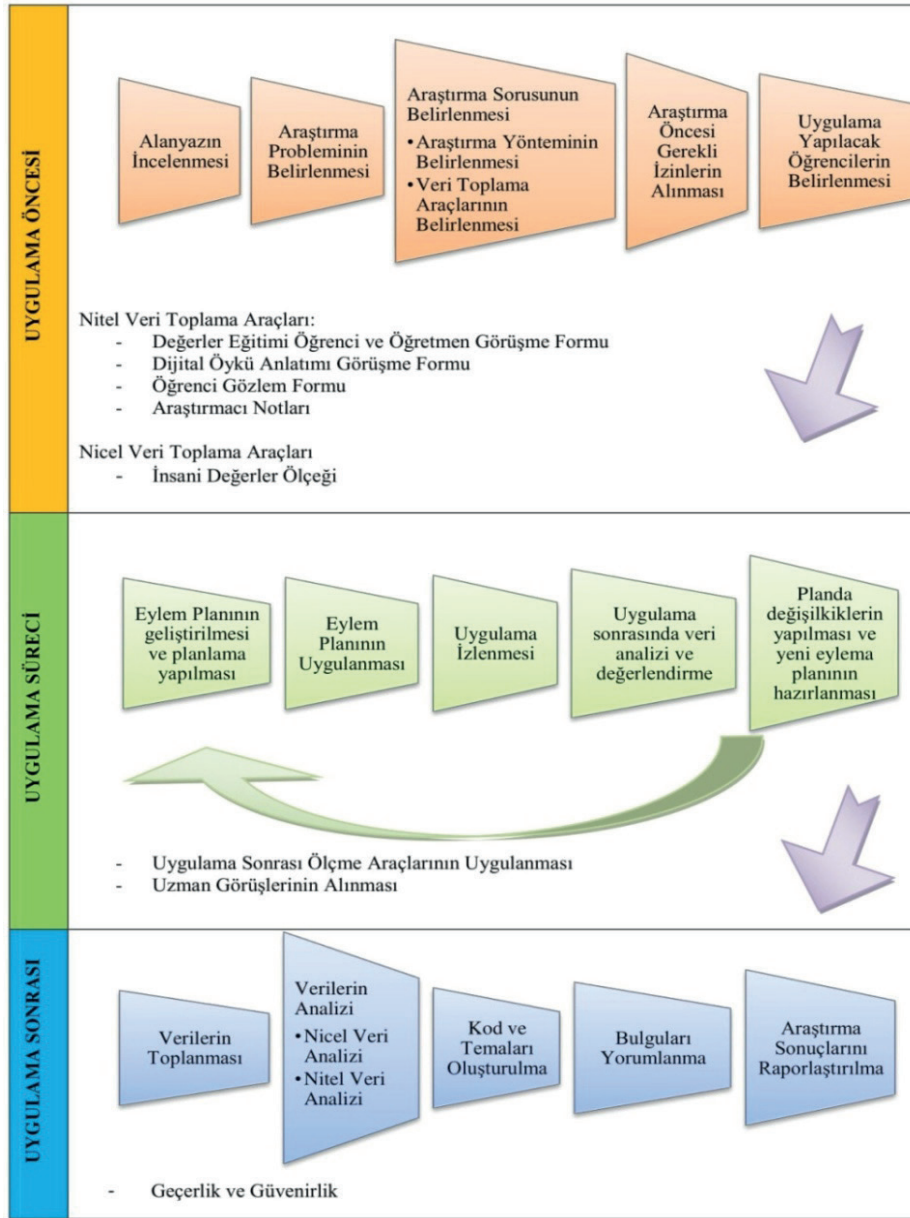 UYGULAMA ÖNCESİ
Alanyazın
İncelenmesi
Araştırma
Probleminin
Belirlenmesi
Araştırma Sorusunun
Belirlenmesi
•Araştırma Yönteminin
Belirlenmesi
•Veri Toplama
Araçlarının
Belirlenmesi
Araştırma
Öncesi
Gerekli
İzinlerin
Alınması
Uygulama
Yapılacak
Öğrencilerin
Belirlenmesi
Nitel Veri Toplama Araçları:
- Değerler Eğitimi Öğrenci ve Öğretmen Görüşme Formu
- Dijital Öykü Anlatımı Görüşme Formu
- Öğrenci Gözlem Formu
- Araştırmacı Notları
Nicel Veri Toplama Araçları
- İnsani Değerler Ölçeği
UYGULAMA SÜRECİ
Eylem Planının
geliştirilmesi
ve planlama
yapılması
Eylem
Planının
Uygulanması
Uygulama
İzlenmesi
Uygulama
sonrasında veri
analizi ve
değerlendirme
Planda
değişilkiklerin
yapılması ve
yeni eylema
planının
hazırlanması
- Uygulama Sonrası Ölçme Araçlarının Uygulanması
- Uzman Görüşlerinin Alınması
UYGULAMA SONRASI
Verilerin
Toplanması
Verilerin
Analizi
•Nicel Veri
Analizi
•Nitel Veri
Analizi
Kod ve
Temaları
Oluşturulma
Bulguları
Yorumlanma
Araştırma
Sonuçlarını
Raporlaştırılma
- Geçerlik ve Güvenirlik